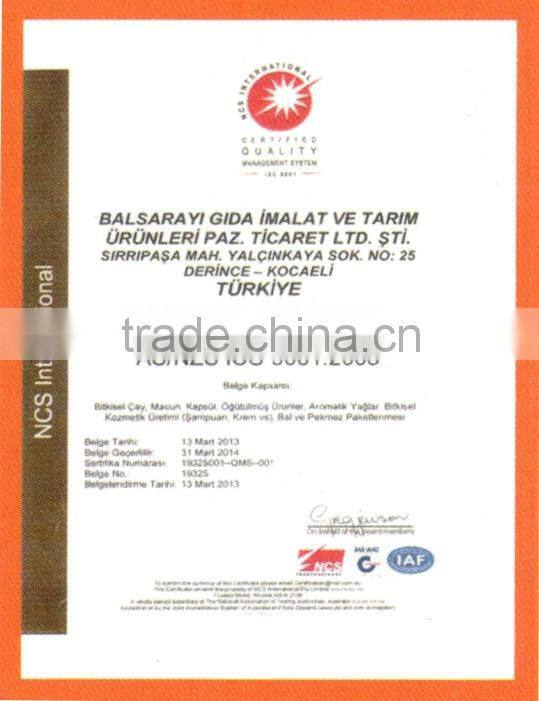 NCS INTERNATIONAL
CERTIFIED
QUALITY
MANAGEMENT SYSTEM
ISO 9001
BALSARAYI GIDA İMALAT VE TARIM
ÜRÜNLERİ PAZ. TİCARET LTD. ŞTİ.
SIRRIPAŞA MAH. YALÇINKAYA SOK. NO: 25
DERİNCE – KOCAELİ
TÜRKİYE
trade.china.cn
NCS International
Belge Kapsamı:
Bitkisel Çay, Macun, Kapsül, Öğütülmüş Ürünler, Aromatik Yağlar, Bitkisel
Kozmetik Üretimi (Şampuan, Krem vs), Bal ve Pekmez Paketlenmesi
Belge Tarihi: 13 Mart 2013
Belge Geçerlilik: 31 Mart 2014
Sertifika Numarası: 19325001--QMS--001
Belge No: 19325
Belgelendirme Tarihi: 13 Mart 2013
On behalf of the board members
NCS
JAS-ANZ
IAF